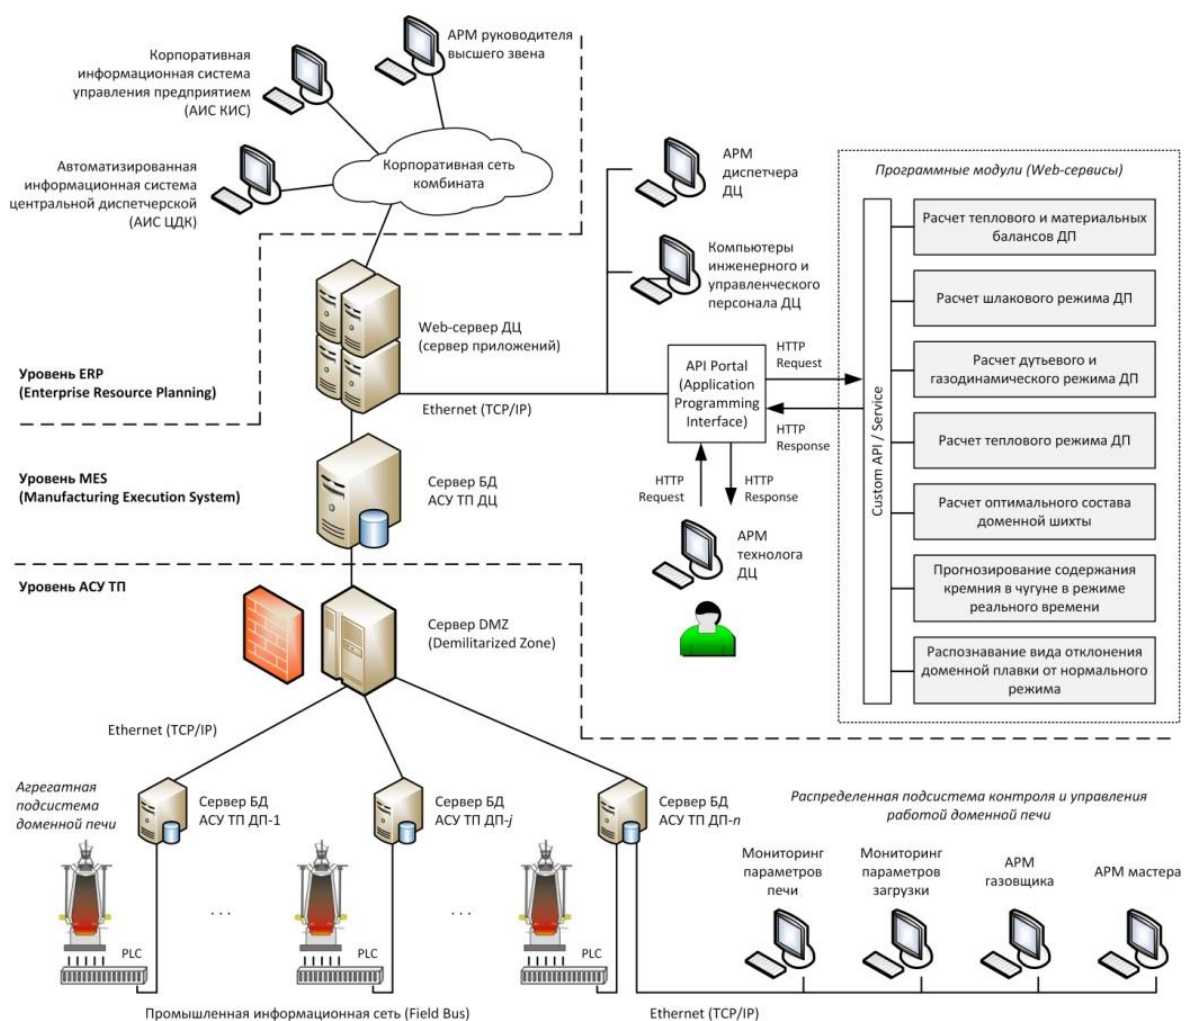 АРМ руководителя
высшего звена
Корпоративная
информационная система
управления предприятием
(АИС КИС)
Автоматизированная
информационная система
центральной диспетчерской
(АИС ЦДК)
Корпоративная сеть
комбината
АРМ
диспетчера
ДЦ
Компьютеры
инженерного и
управленческого
персонала ДЦ
Web-сервер ДЦ
(сервер приложений)
Уровень ERP
(Enterprise Resource Planning)
Ethernet (TCP/IP)
API Portal
(Application
Programming
Interface)
HTTP
Request
HTTP
Response
HTTP
Request
HTTP
Response
АРМ
технолога
ДЦ
Программные модули (Web-сервисы)
Custom API / Service
Расчет теплового и материальных
балансов ДП
Расчет шлакового режима ДП
Расчет дутьевого и
газодинамического режима ДП
Расчет теплового режима ДП
Расчет оптимального состава
доменной шихты
Прогнозирование содержания
кремния в чугуне в режиме
реального времени
Распознавание вида отклонения
доменной плавки от нормального
режима
Уровень MES
(Manufacturing Execution System)
Сервер БД
АСУ ТП ДЦ
Уровень АСУ ТП
Сервер DMZ
(Demilitarized Zone)
Ethernet (TCP/IP)
Агрегатная
подсистема
доменной печи
Сервер БД
АСУ ТП ДП-1
Сервер БД
АСУ ТП ДП-j
Сервер БД
АСУ ТП ДП-n
Распределенная подсистема контроля и управления
работой доменной печи
Мониторинг
параметров
печи
Мониторинг
параметров
загрузки
АРМ
газовщика
АРМ мастера
. . .
. . .
PLC
PLC
PLC
Промышленная информационная сеть (Field Bus)
Ethernet (TCP/IP)